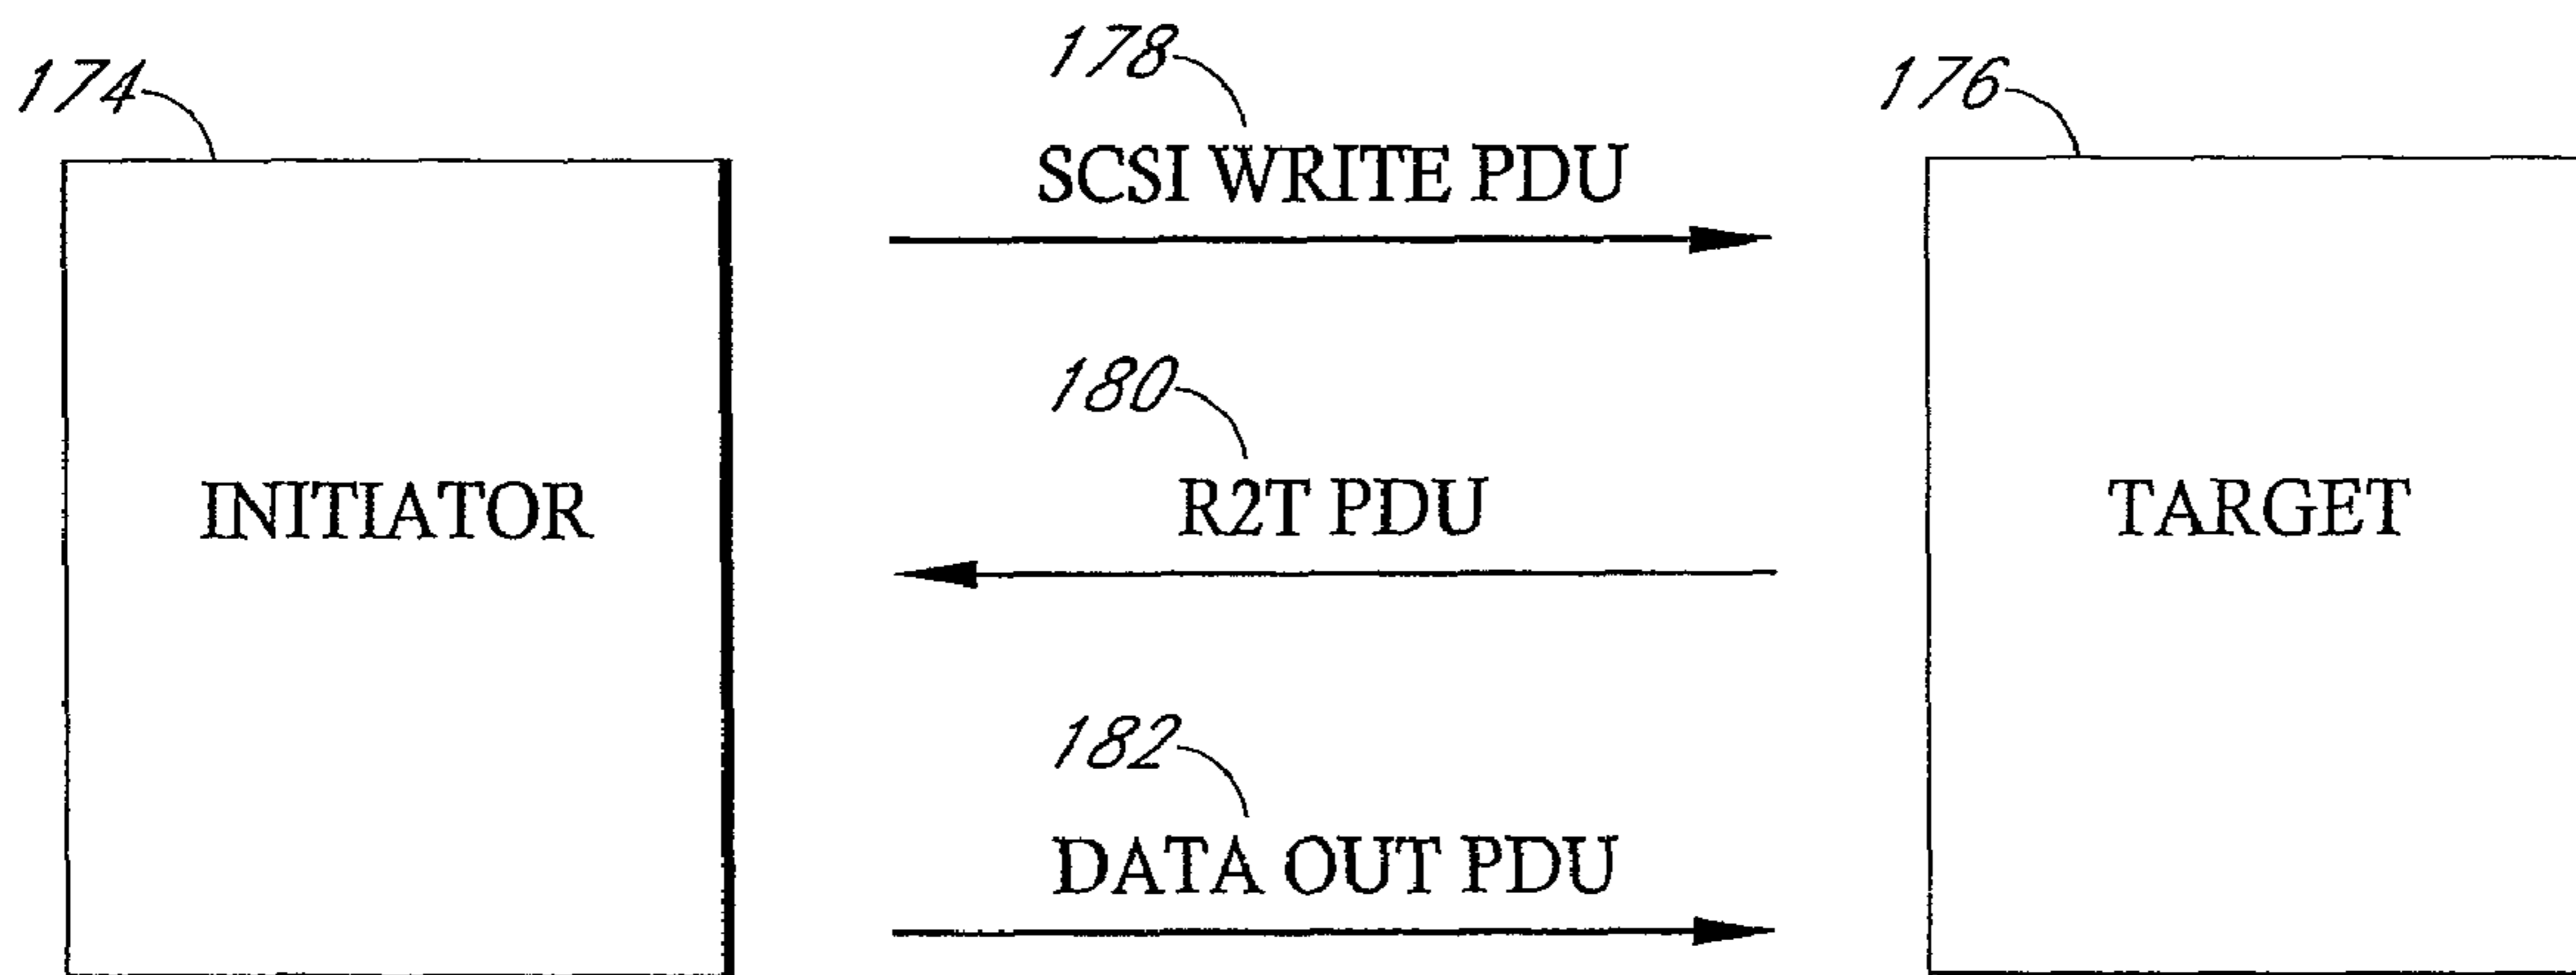 178
174
176
SCSI WRITE PDU
180
INITIATOR
R2T PDU
TARGET
182
DATA OUT PDU